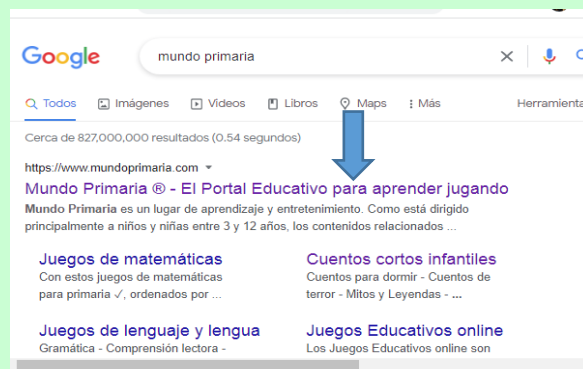 Google
mundo primaria
Todos Imágenes Videos Libros Maps Más Herramienta
Cerca de 827,000,000 resultados (0.54 segundos)
https://www.mundoprimaria.com
Mundo Primaria ® - El Portal Educativo para aprender jugando
Mundo Primaria es un lugar de aprendizaje y entretenimiento. Como está dirigido
principalmente a niños y niñas entre 3 y 12 años, los contenidos relacionados ...
Juegos de matemáticas
Con estos juegos de matemáticas
para primaria ✓, ordenados por ...
Cuentos cortos infantiles
Cuentos para dormir - Cuentos de
terror - Mitos y Leyendas - ...
Juegos de lenguaje y lengua
Gramática - Comprensión lectora -
Juegos Educativos online
Los Juegos Educativos online son